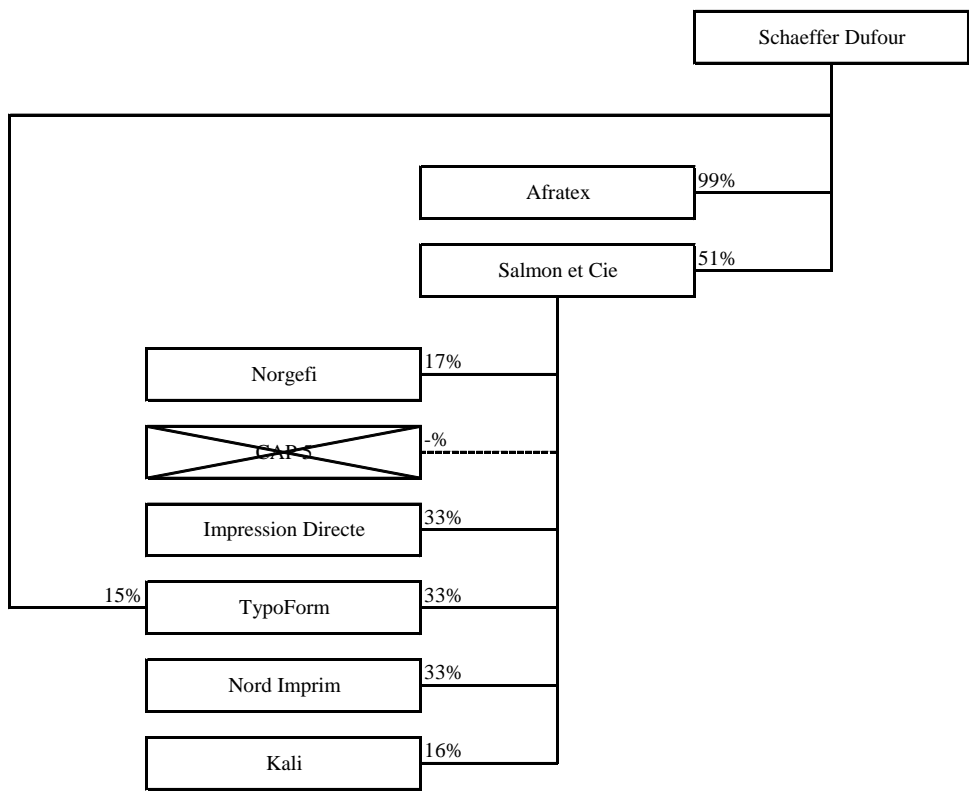 Schaeffer Dufour
Afratex
99%
Salmon et Cie
51%
Norgefi
17%
CAP 5
-%
Impression Directe
33%
15%
TypoForm
33%
Nord Imprim
33%
Kali
16%